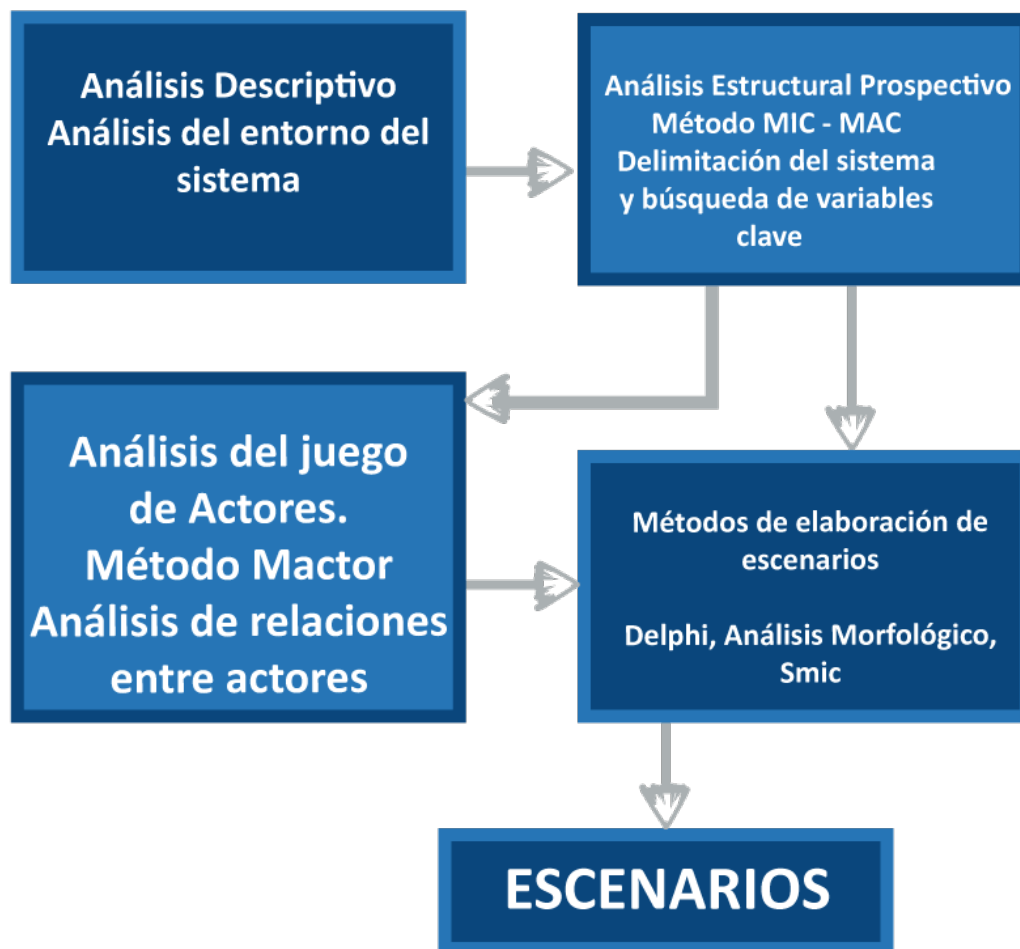 Análisis Descriptivo
Análisis del entorno del
sistema
Análisis Estructural Prospectivo
Método MIC - MAC
Delimitación del sistema
y búsqueda de variables
clave
Análisis del juego
de Actores.
Método Mactor
Análisis de relaciones
entre actores
Métodos de elaboración de
escenarios
Delphi, Análisis Morfológico,
Smic
ESCENARIOS